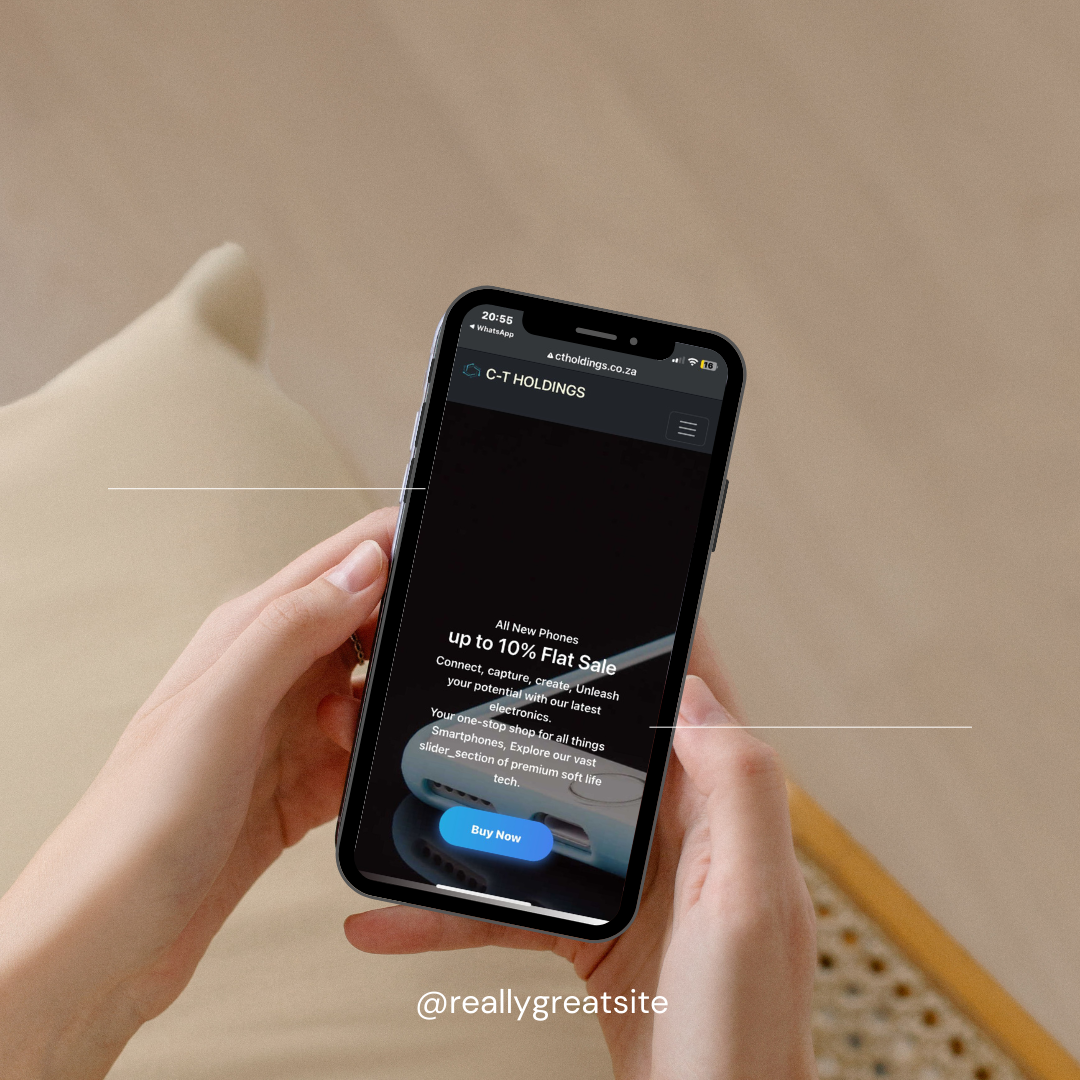 20:55
◀ WhatsApp
16
ctholdings.co.za
C-T HOLDINGS
All New Phones
up to 10% Flat Sale
Connect, capture, create, Unleash
your potential with our latest
electronics.
Your one-stop shop for all things
Smartphones, Explore our vast
slider_section of premium soft life
tech.
Buy Now
@reallygreatsite